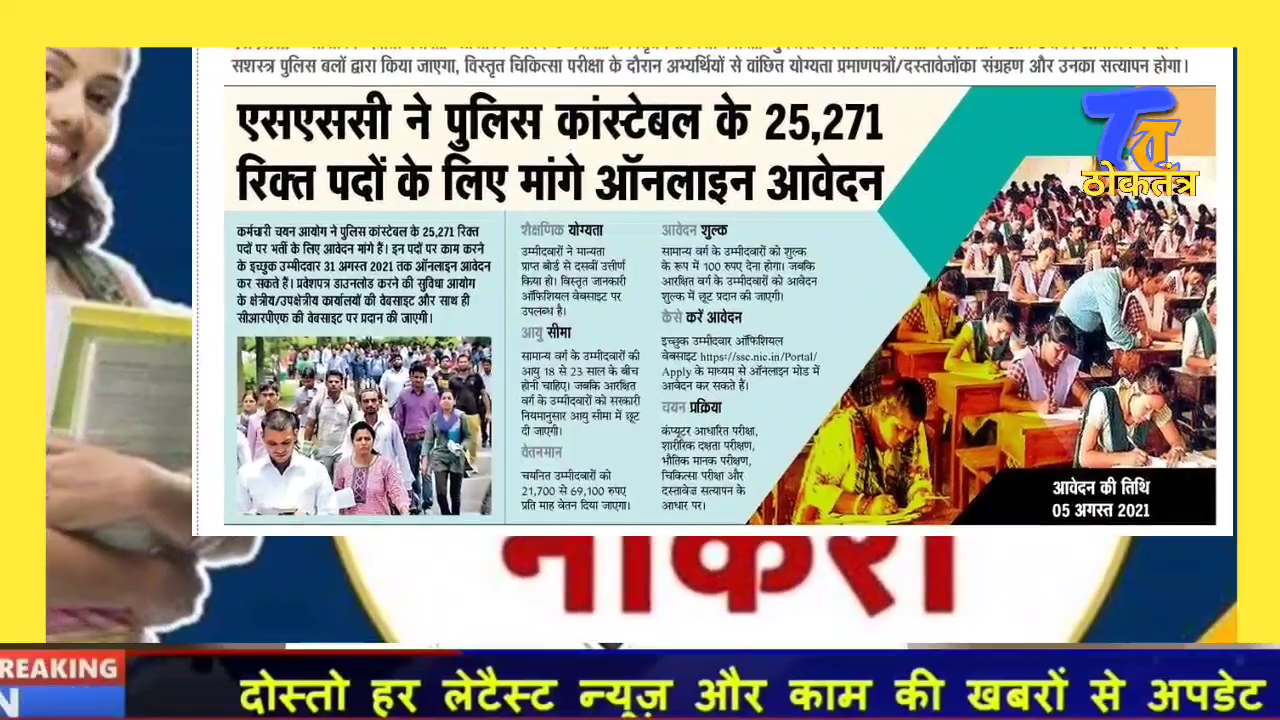 सशस्त्र पुलिस बलों द्वारा किया जाएगा, विस्तृत चिकित्सा परीक्षा के दौरान अभ्यर्थियों से वांछित योग्यता प्रमाणपत्रों/दस्तावेजोंका संग्रहण और उनका सत्यापन होगा।
एसएससी ने पुलिस कांस्टेबल के 25,271
रिक्त पदों के लिए मांगे ऑनलाइन आवेदन
ठोकतंत्र
कर्मचारी चयन आयोग ने पुलिस कांस्टेबल के 25,271 रिक्त
पदों पर भर्ती के लिए आवेदन मांगे हैं। इन पदों पर काम करने
के इच्छुक उम्मीदवार 31 अगस्त 2021 तक ऑनलाइन आवेदन
कर सकते हैं। प्रवेशपत्र डाउनलोड करने की सुविधा आयोग
के क्षेत्रीय/उपक्षेत्रीय कार्यालयों की वेबसाइट और साथ ही
सीआरपीएफ की वेबसाइट पर प्रदान की जाएगी।
शैक्षणिक योग्यता
उम्मीदवारों ने मान्यता
प्राप्त बोर्ड से दसवीं उत्तीर्ण
किया हो। विस्तृत जानकारी
ऑफिशियल वेबसाइट पर
उपलब्ध है।
आयु सीमा
सामान्य वर्ग के उम्मीदवारों की
आयु 18 से 23 साल के बीच
होनी चाहिए। जबकि आरक्षित
वर्ग के उम्मीदवारों को सरकारी
नियमानुसार आयु सीमा में छूट
दी जाएगी।
वेतनमान
चयनित उम्मीदवारों को
21,700 से 69,100 रुपए
प्रति माह वेतन दिया जाएगा।
आवेदन शुल्क
सामान्य वर्ग के उम्मीदवारों को शुल्क
के रूप में 100 रुपए देना होगा। जबकि
आरक्षित वर्ग के उम्मीदवारों को आवेदन
शुल्क में छूट प्रदान की जाएगी।
कैसे करें आवेदन
इच्छुक उम्मीदवार ऑफिशियल
वेबसाइट https://ssc.nic.in/Portal/
Apply के माध्यम से ऑनलाइन मोड में
आवेदन कर सकते हैं।
चयन प्रक्रिया
कंप्यूटर आधारित परीक्षा,
शारीरिक दक्षता परीक्षण,
भौतिक मानक परीक्षण,
चिकित्सा परीक्षा और
दस्तावेज सत्यापन के
आधार पर।
आवेदन की तिथि
05 अगस्त 2021
नौकरी
REAKING
N
दोस्तो हर लेटैस्ट न्यूज़ और काम की खबरों से अपडेट